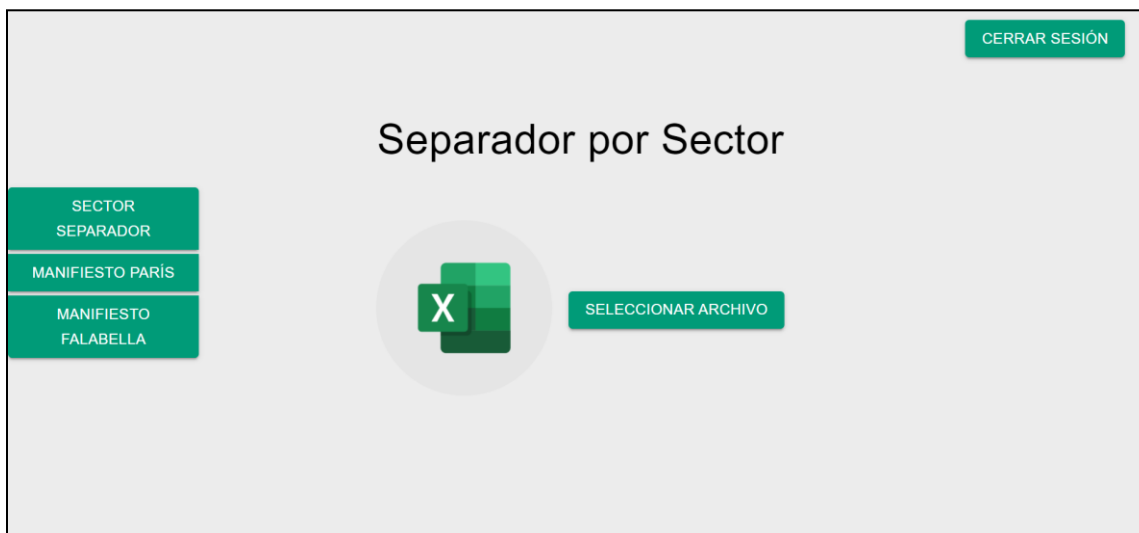 CERRAR SESIÓN
Separador por Sector
SECTOR
SEPARADOR
MANIFIESTO PARÍS
MANIFIESTO
FALABELLA
X
SELECCIONAR ARCHIVO